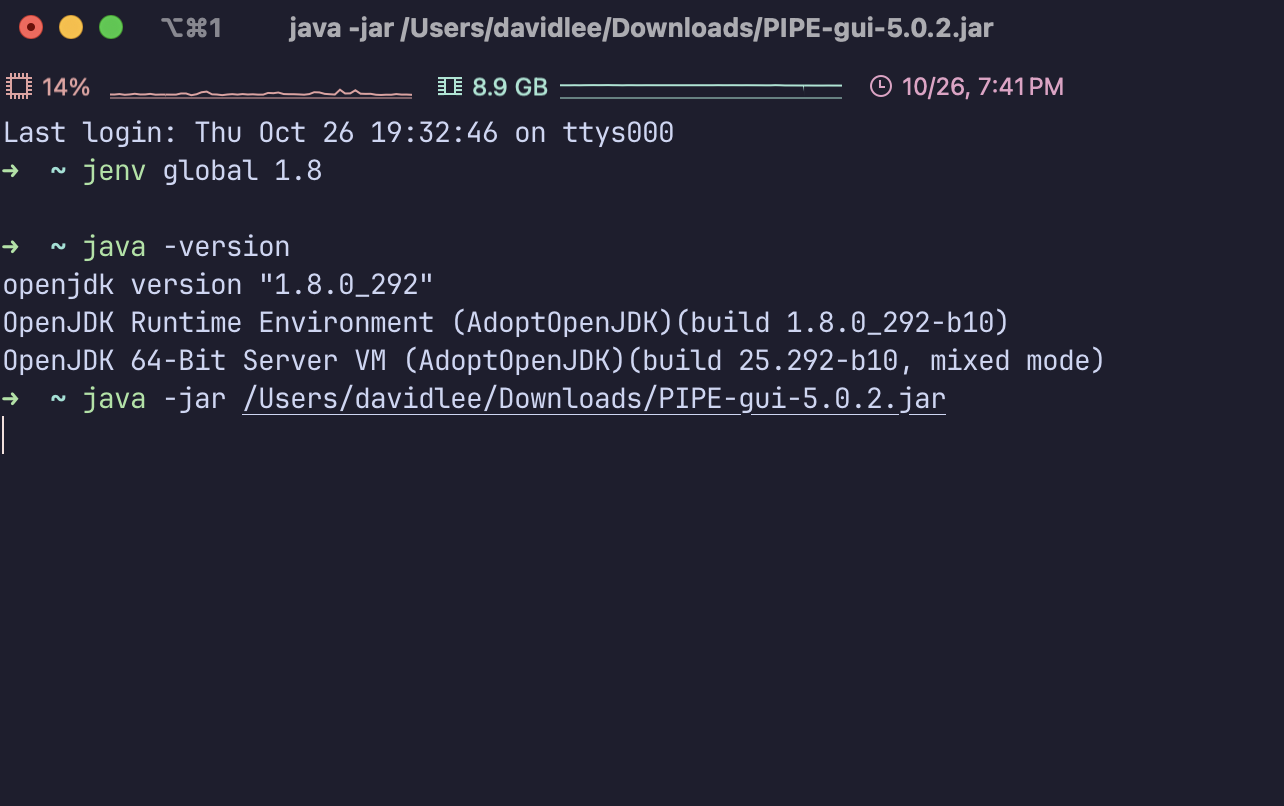 ⌥⌘1 java -jar /Users/davidlee/Downloads/PIPE-gui-5.0.2.jar
14% 8.9 GB 10/26, 7:41 PM
Last login: Thu Oct 26 19:32:46 on ttys000
➜ ~ jenv global 1.8
➜ ~ java -version
openjdk version "1.8.0_292"
OpenJDK Runtime Environment (AdoptOpenJDK)(build 1.8.0_292-b10)
OpenJDK 64-Bit Server VM (AdoptOpenJDK)(build 25.292-b10, mixed mode)
➜ ~ java -jar /Users/davidlee/Downloads/PIPE-gui-5.0.2.jar